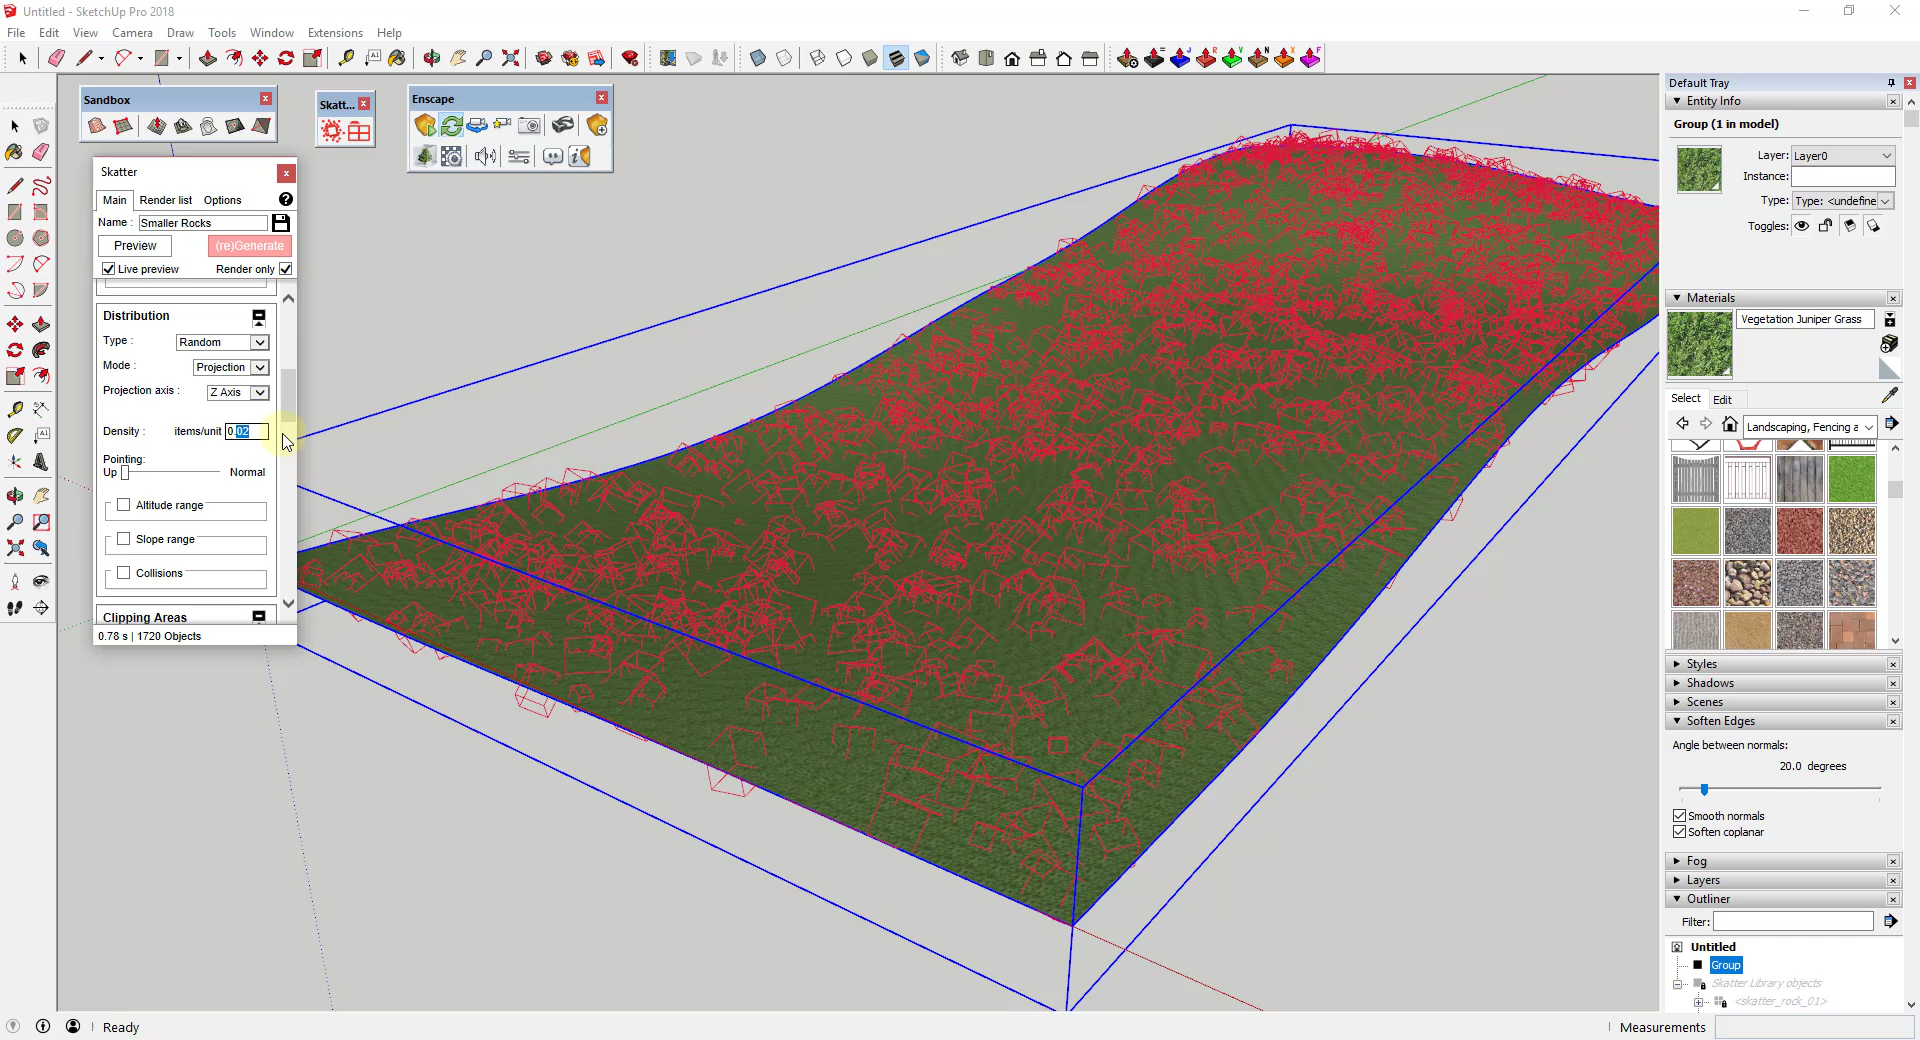 Untitled - SketchUp Pro 2018
File Edit View Camera Draw Tools Window Extensions Help
Sandbox
Skatt...
Enscape
Skatter
Main Render list Options
Name : Smaller Rocks
Preview (re)Generate
Live preview Render only
Distribution
Type : Random
Mode : Projection
Projection axis : Z Axis
Density : items/unit 0.02
Pointing:
Up Normal
Altitude range
Slope range
Collisions
Clipping Areas
0.78 s | 1720 Objects
Default Tray
Entity Info
Group (1 in model)
Layer: Layer0
Instance:
Type: Type: <undefine
Toggles:
Materials
Vegetation Juniper Grass
Select Edit
Landscaping, Fencing a
Styles
Shadows
Scenes
Soften Edges
Angle between normals:
20.0 degrees
Smooth normals
Soften coplanar
Fog
Layers
Outliner
Filter:
Untitled
Group
Skatter Library objects
<skatter_rock_01>
Ready
Measurements